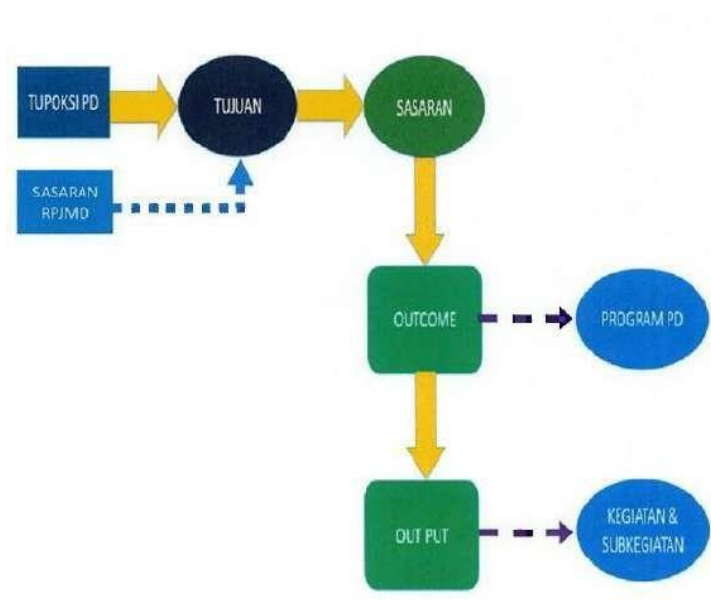 TUPOKSI PD
TUJUAN
SASARAN
SASARAN
RPJMD
OUTCOME
PROGRAM PD
OUT PUT
KEGIATAN &
SUBKEGIATAN